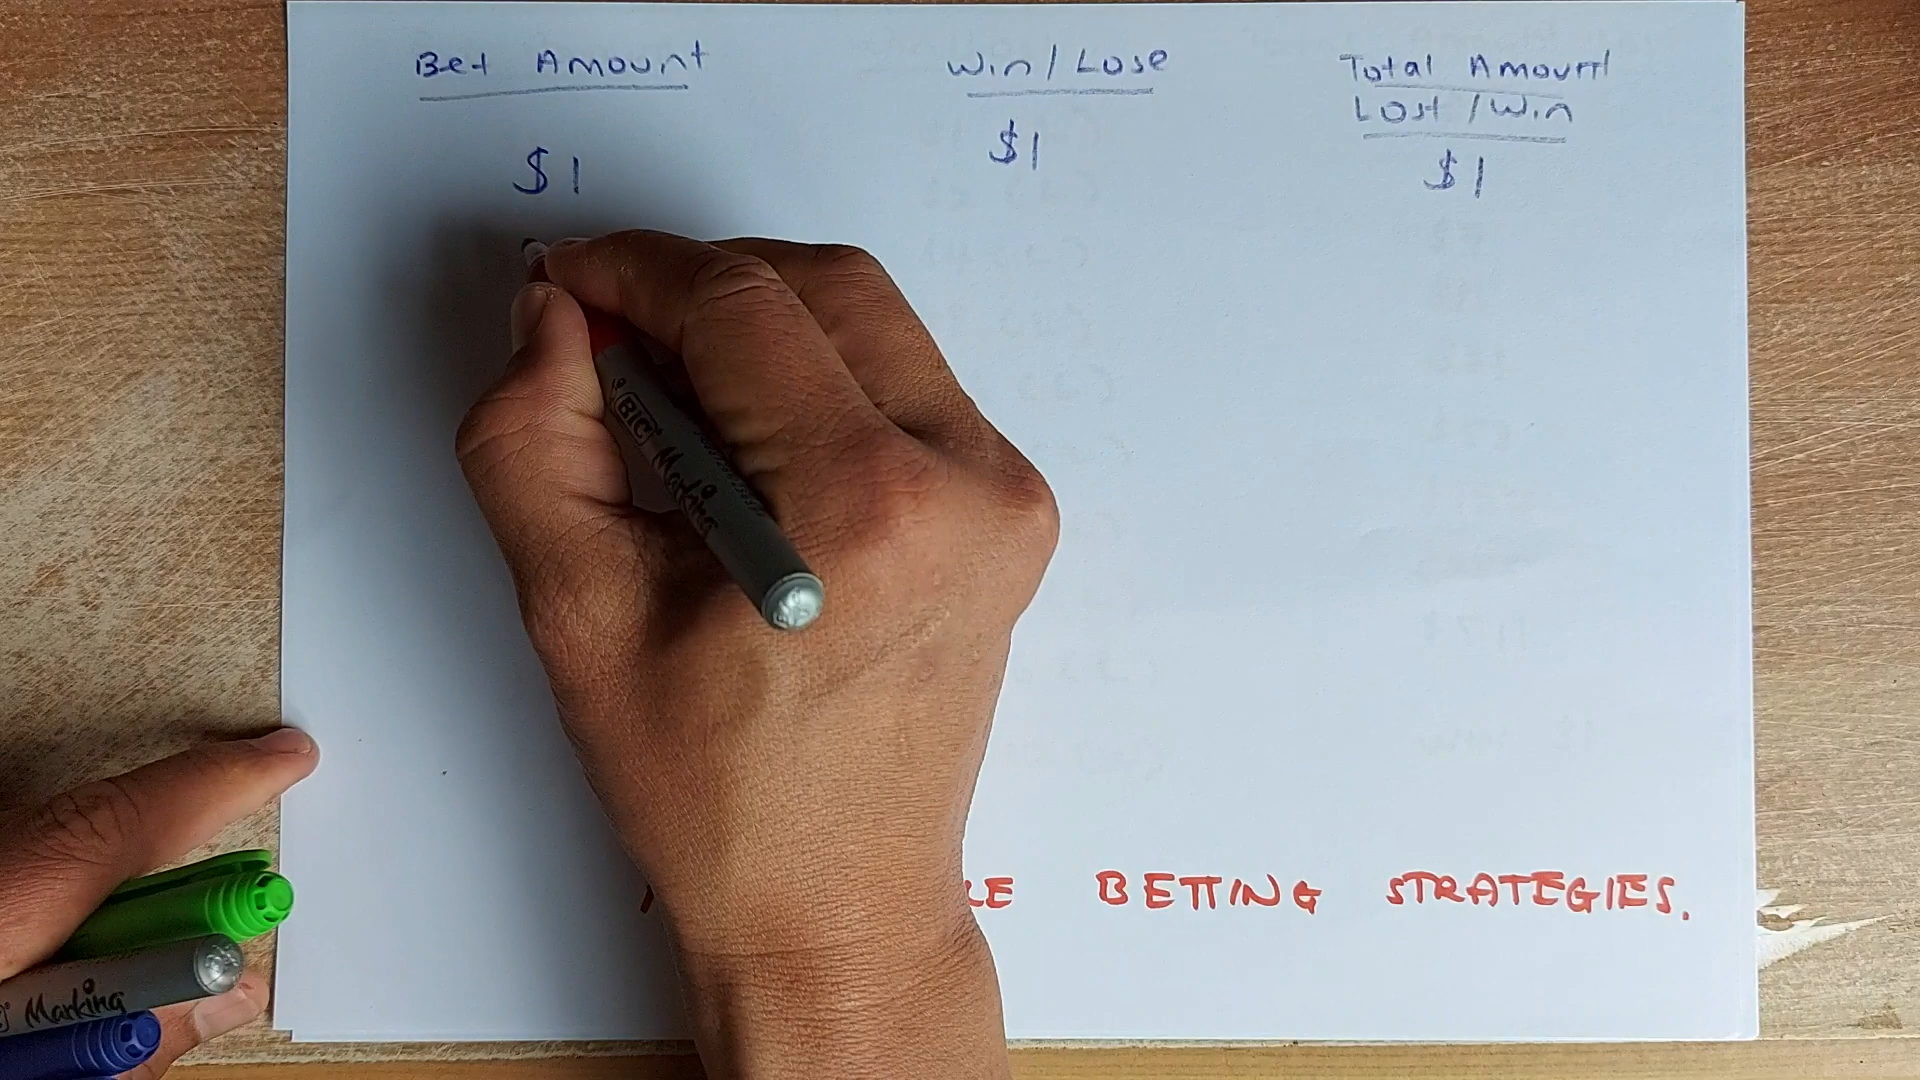 Bet Amount
Win / Lose
Total Amount
Lost / Win
$1
$1
$1
BIC Marking
BETTING STRATEGIES.
Marking